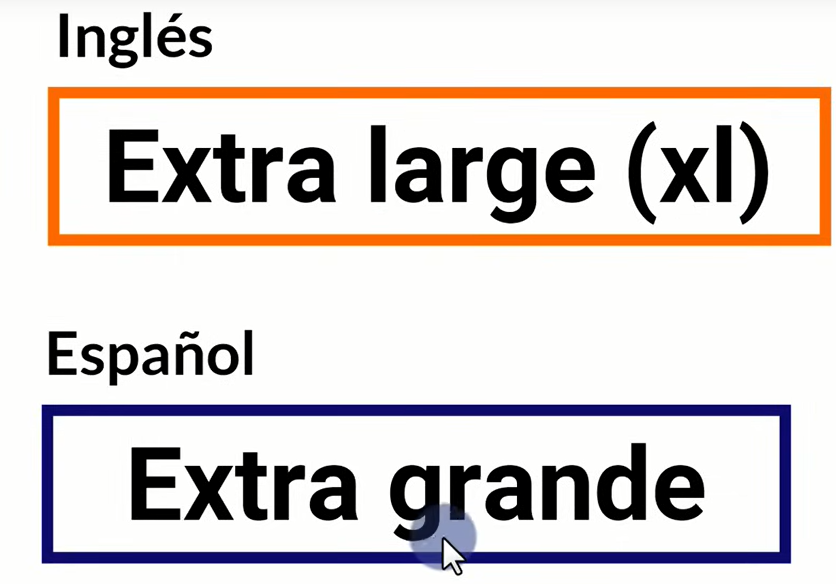 Inglés
Extra large (xl)
Español
Extra grande